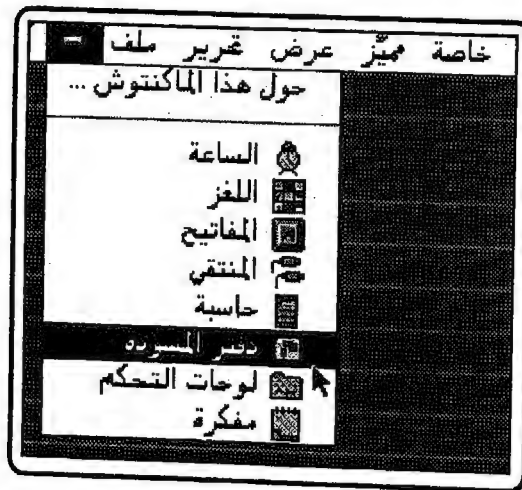 ملف تحرير عرض مميّز خاصة
حول هذا الماكنتوش ...
الساعة
اللغز
المفاتيح
المنتقي
حاسبة
دفتر المسودة
لوحات التحكم
مفكرة